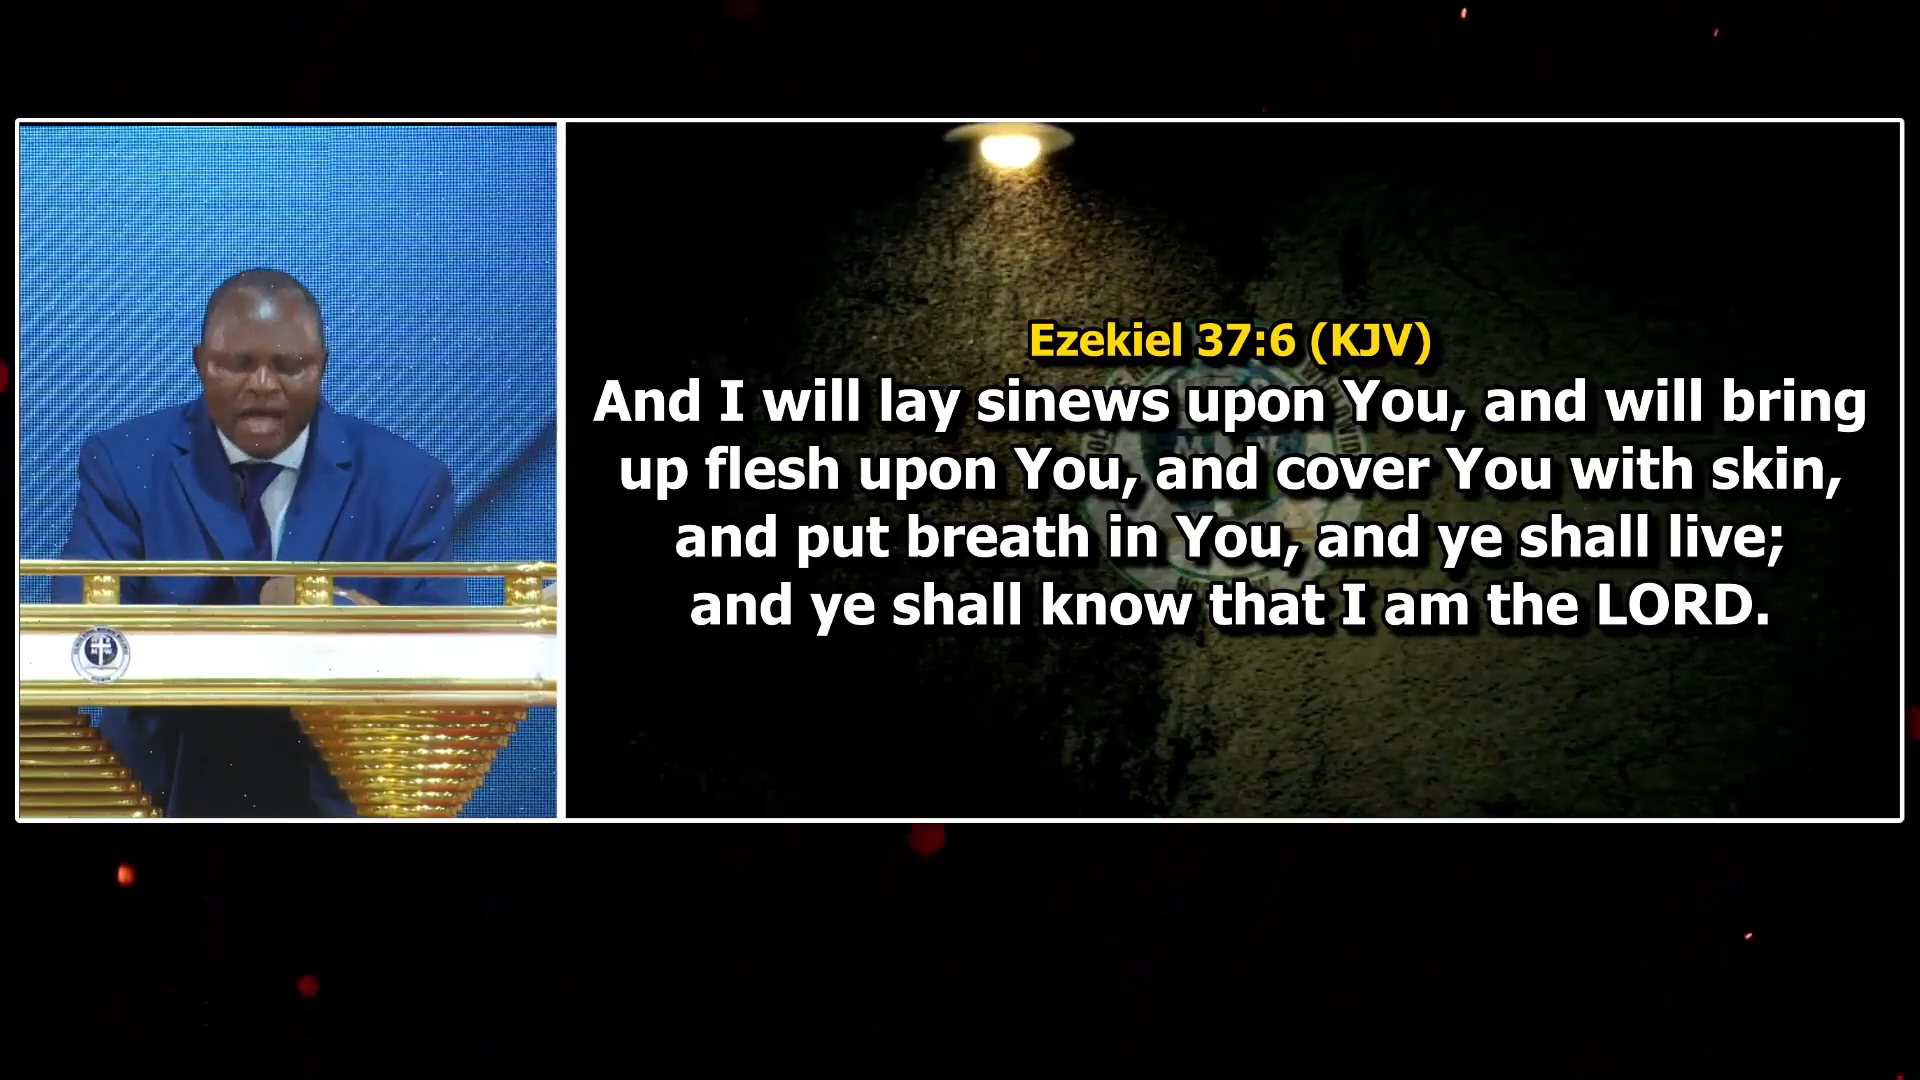 Ezekiel 37:6 (KJV)
And I will lay sinews upon You, and will bring
up flesh upon You, and cover You with skin,
and put breath in You, and ye shall live;
and ye shall know that I am the LORD.